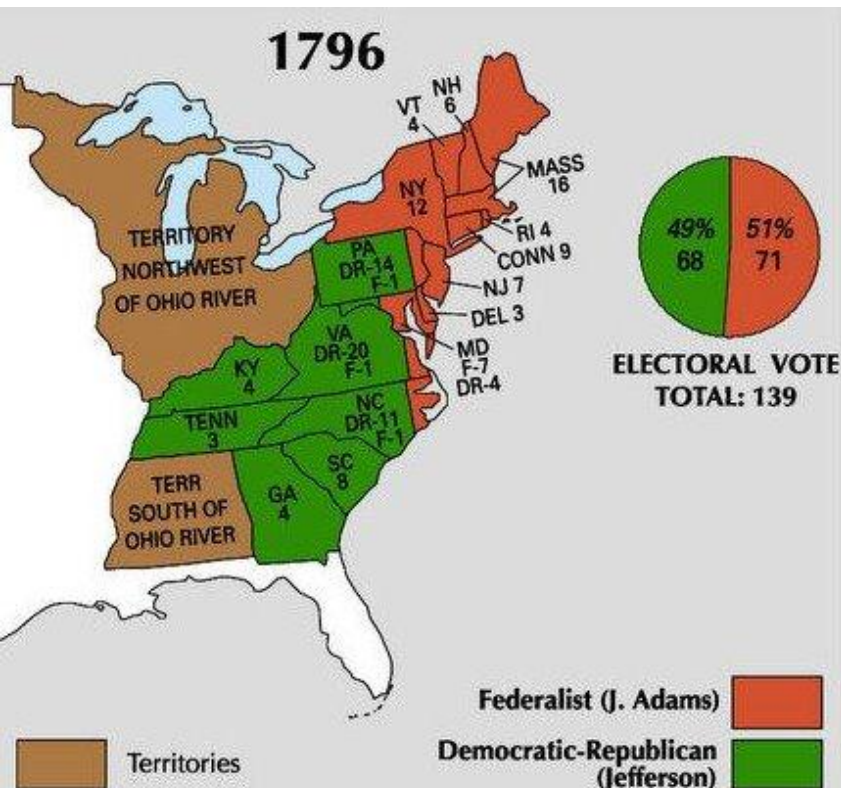 1796
VT
4
NH
6
MASS
16
NY
12
RI 4
CONN 9
NJ 7
DEL 3
MD
F-7
DR-4
PA
DR-14
F-1
TERRITORY
NORTHWEST
OF OHIO RIVER
VA
DR-20
F-1
KY
4
NC
DR-11
F-1
TENN
3
SC
8
GA
4
TERR
SOUTH OF
OHIO RIVER
49%
68
51%
71
ELECTORAL VOTE
TOTAL: 139
Federalist (J. Adams)
Democratic-Republican
(Jefferson)
Territories